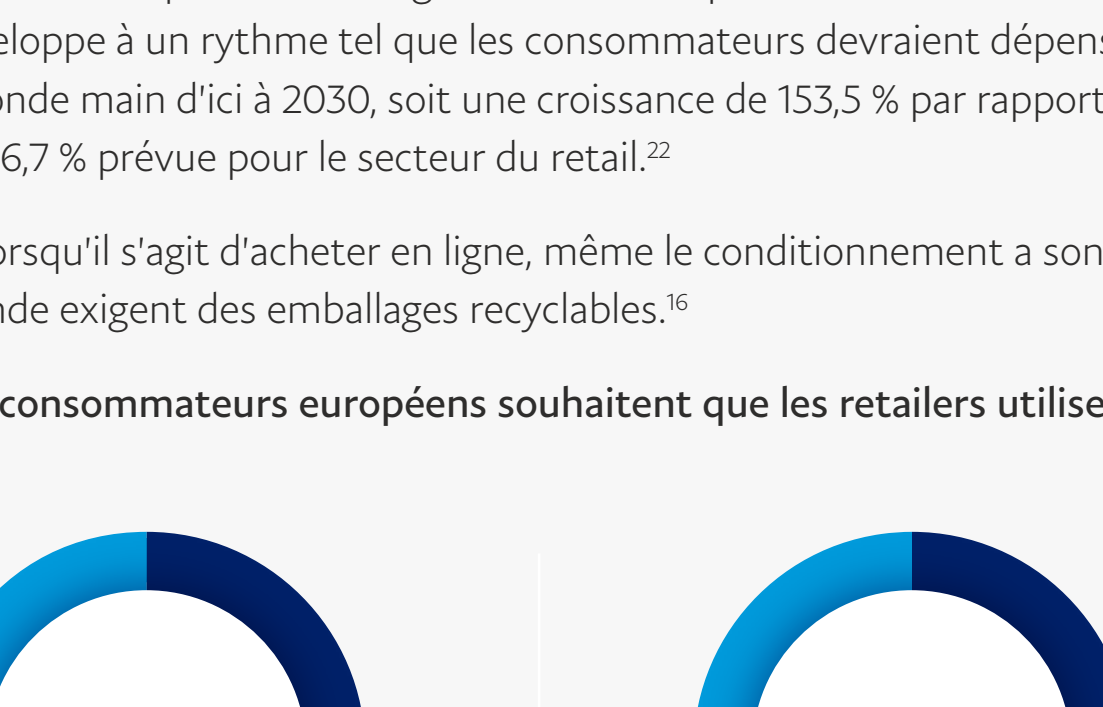 eloppe à un rythme tel que les consommateurs devraient dépens
onde main d'ici à 2030, soit une croissance de 153,5 % par rapport
6,7 % prévue pour le secteur du retail.22
orsqu'il s'agit d'acheter en ligne, même le conditionnement a son
nde exigent des emballages recyclables.16
consommateurs européens souhaitent que les retailers utilise